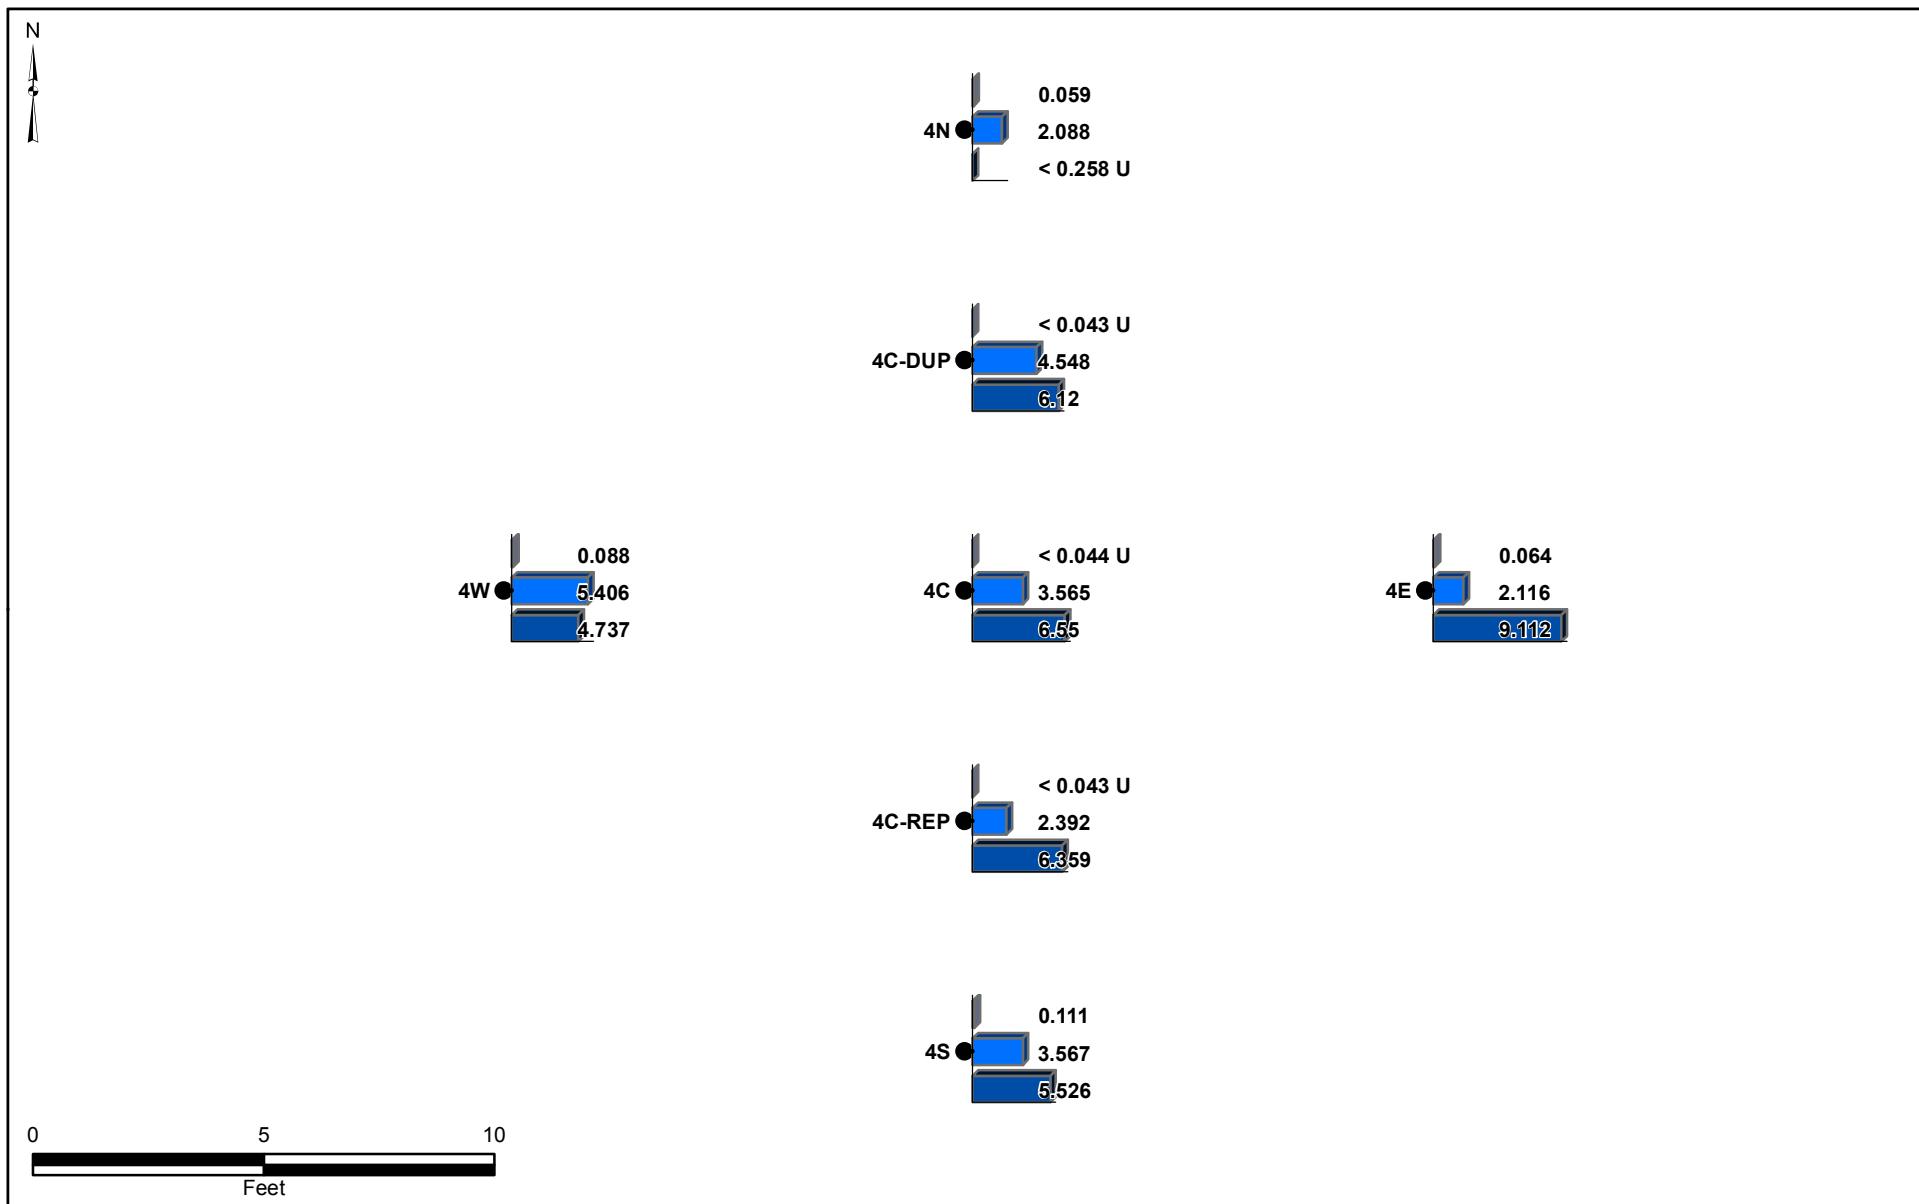 N
0.059
4N
2.088
< 0.258 U
< 0.043 U
4C-DUP
4.548
6.12
0.088
4W
5.406
4.737
< 0.044 U
4C
3.565
6.55
0.064
4E
2.116
9.112
< 0.043 U
4C-REP
2.392
6.359
0.111
4S
3.567
5.526
0 5 10
Feet